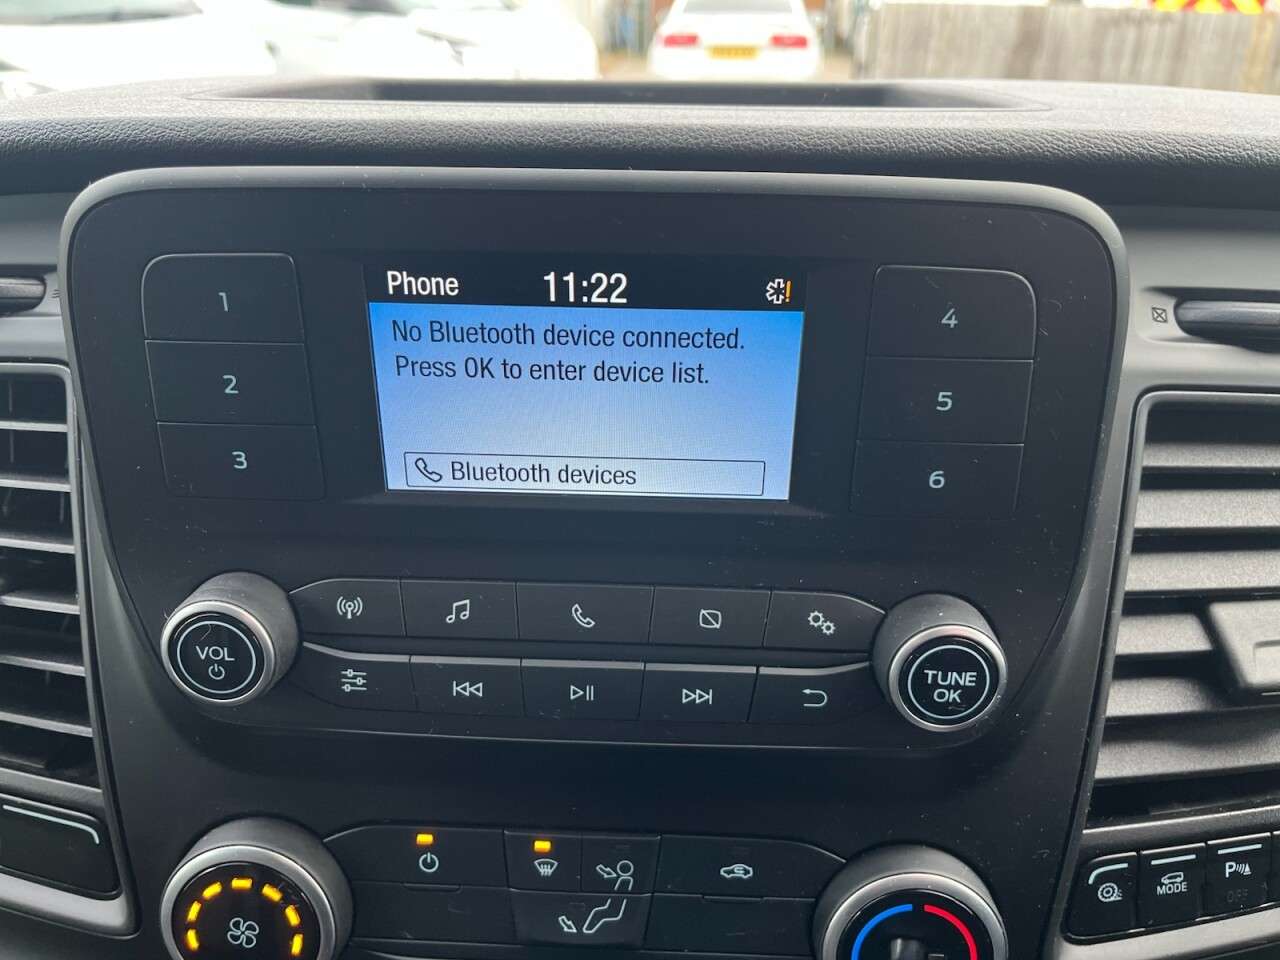 Phone 11:22
No Bluetooth device connected.
Press OK to enter device list.
Bluetooth devices
1
2
3
4
5
6
VOL
TUNE
OK
MODE
P
OFF